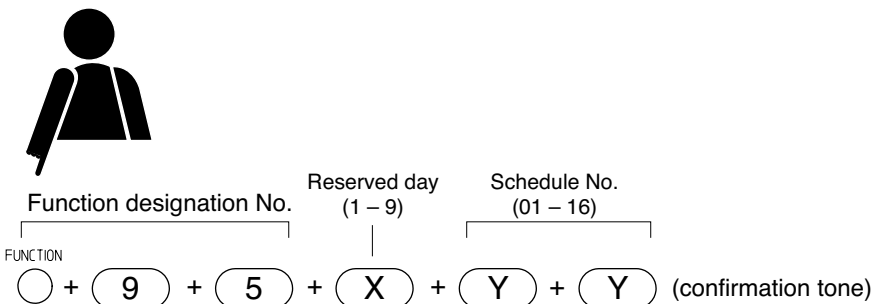 Reserved day Schedule No.
Function designation No. (1 – 9) (01 – 16)
FUNCTION
+ 9 + 5 + X + Y + Y (confirmation tone)